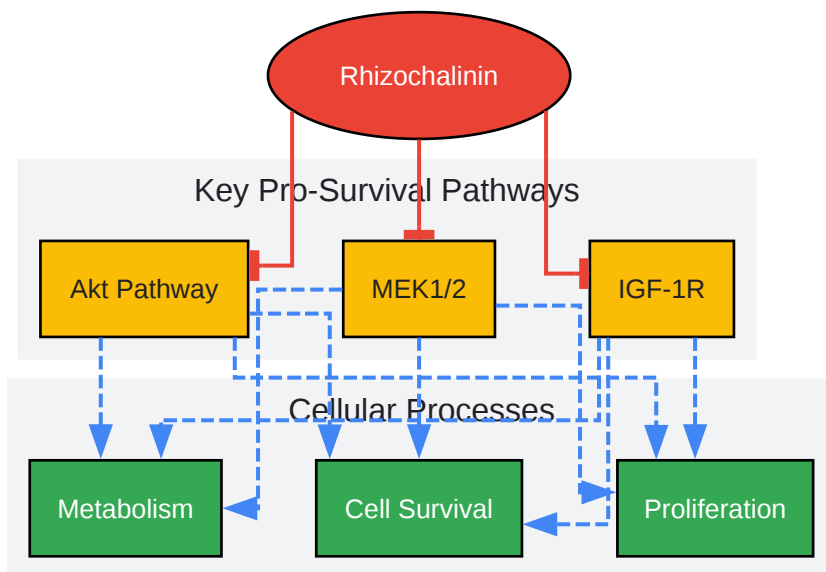 Rhizochalinin
Key Pro-Survival Pathways
Akt Pathway
MEK1/2
IGF-1R
Cellular Processes
Metabolism
Cell Survival
Proliferation